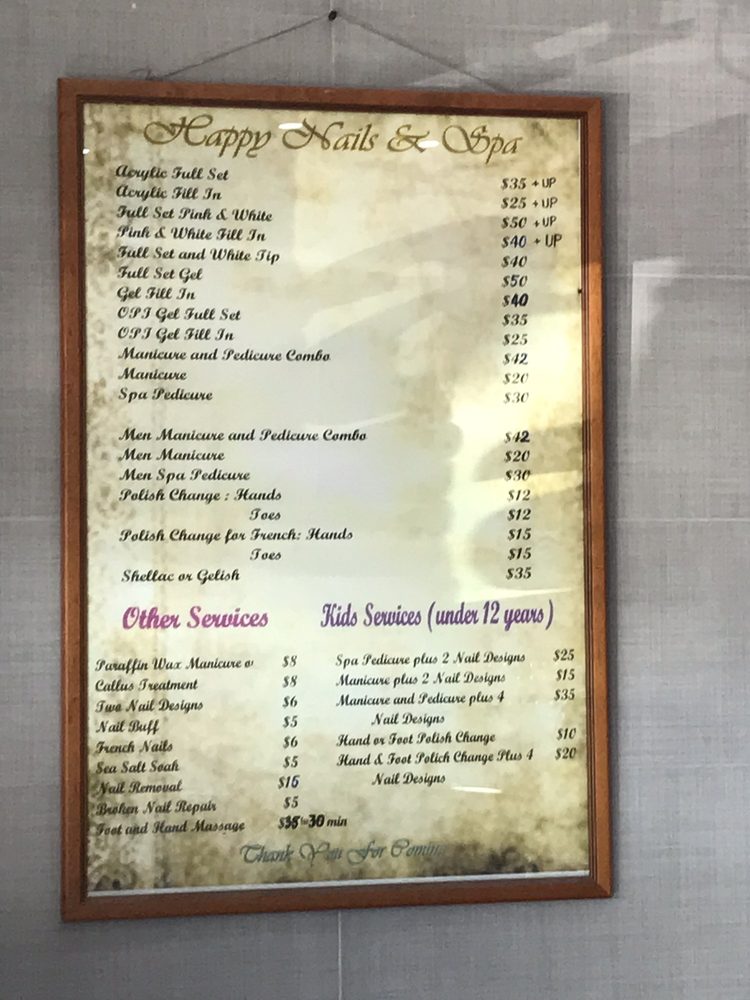 Happy Nails & Spa
Acrylic Full Set $35 + UP
Acrylic Fill In $25 + UP
Full Set Pink & White $50 + UP
Pink & White Fill In $40 + UP
Full Set and White Tip $40
Full Set Gel $50
Gel Fill In $40
OPI Gel Full Set $35
OPI Gel Fill In $25
Manicure and Pedicure Combo $42
Manicure $20
Spa Pedicure $30
Men Manicure and Pedicure Combo $42
Men Manicure $20
Men Spa Pedicure $30
Polish Change : Hands $12
Toes $12
Polish Change for French: Hands $15
Toes $15
Shellac or Gelish $35
Other Services
Paraffin Wax Manicure o $8
Callus Treatment $8
Two Nail Designs $6
Nail Buff $5
French Nails $6
Sea Salt Soak $5
Nail Removal
Broken Nail Repair $5
Foot and Hand Massage $35 for 30 min
Kids Services (under 12 years)
Spa Pedicure plus 2 Nail Designs $25
Manicure plus 2 Nail Designs $15
Manicure and Pedicure plus 4 $35
Nail Designs
Hand or Foot Polish Change $10
Hand & Foot Polich Change Plus 4 $20
Nail Designs
Thank You For Coming